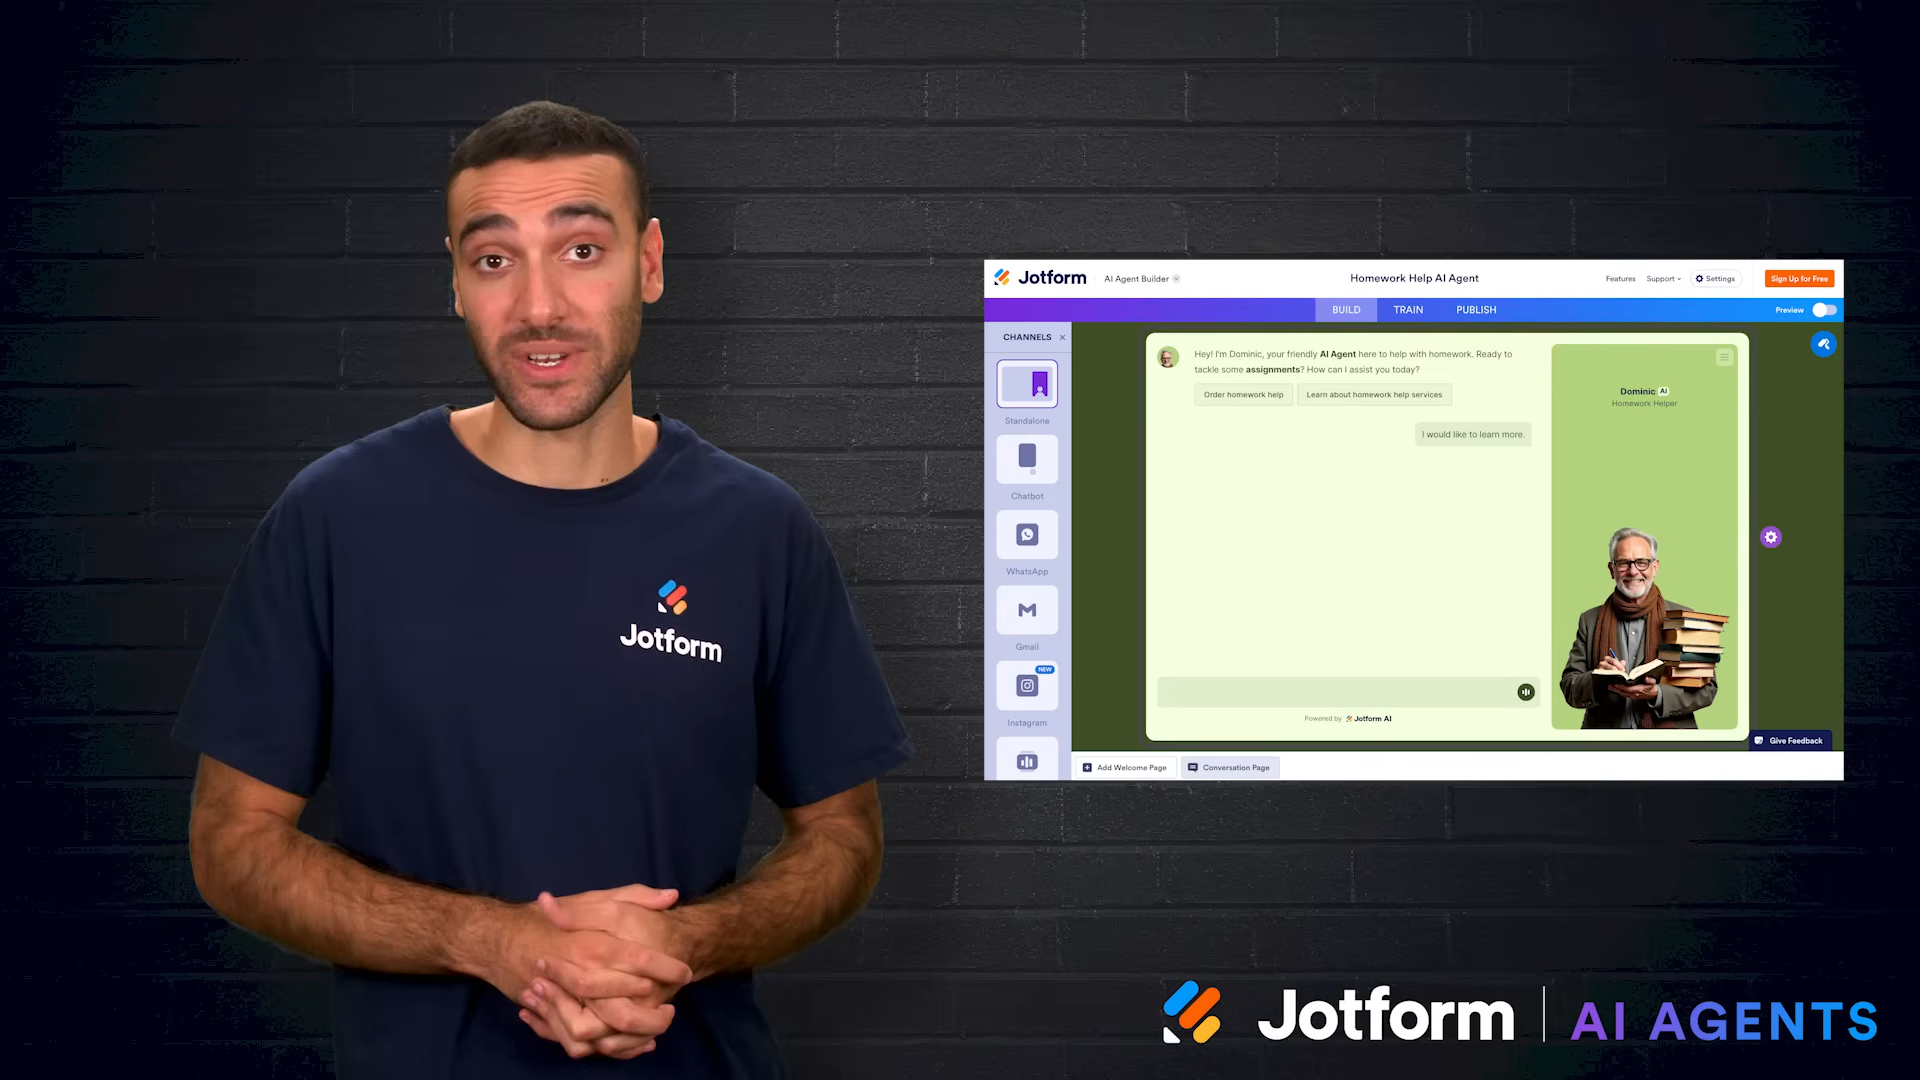 Jotform
Jotform
AI Agent Builder
Homework Help AI Agent
Features
Support
Settings
Sign Up for Free
BUILD
TRAIN
PUBLISH
Preview
CHANNELS
Standalone
Chatbot
WhatsApp
Gmail
NEW
Instagram
Hey! I'm Dominic, your friendly AI Agent here to help with homework. Ready to
tackle some assignments? How can I assist you today?
Order homework help
Learn about homework help services
I would like to learn more.
Dominic AI
Homework Helper
Powered by Jotform AI
Give Feedback
Add Welcome Page
Conversation Page
Jotform | AI AGENTS